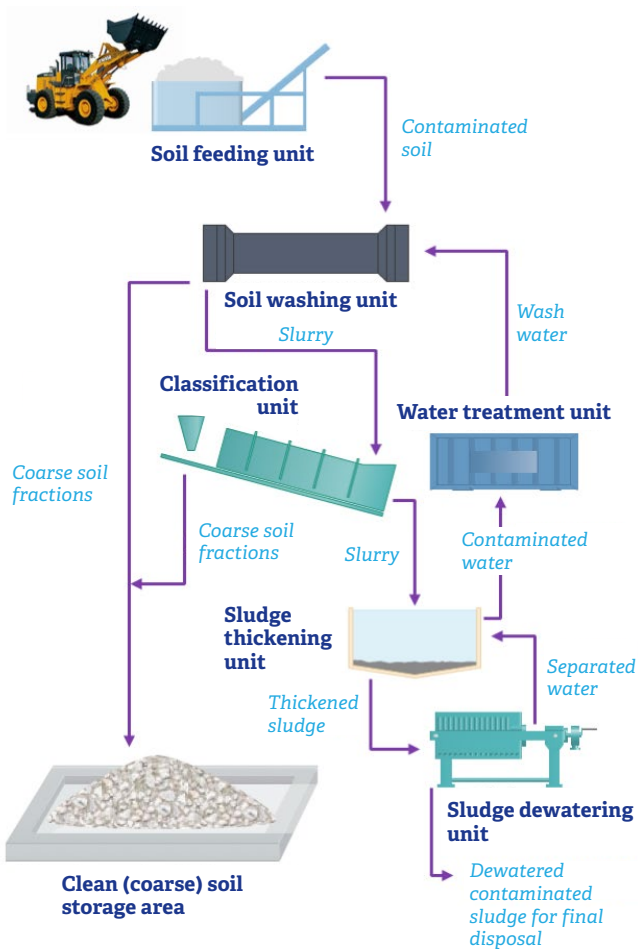 Soil feeding unit
Contaminated
soil
Soil washing unit
Slurry
Wash
water
Classification
unit
Water treatment unit
Coarse soil
fractions
Coarse soil
fractions
Slurry
Contaminated
water
Sludge
thickening
unit
Separated
water
Thickened
sludge
Sludge dewatering
unit
Clean (coarse) soil
storage area
Dewatered
contaminated
sludge for final
disposal